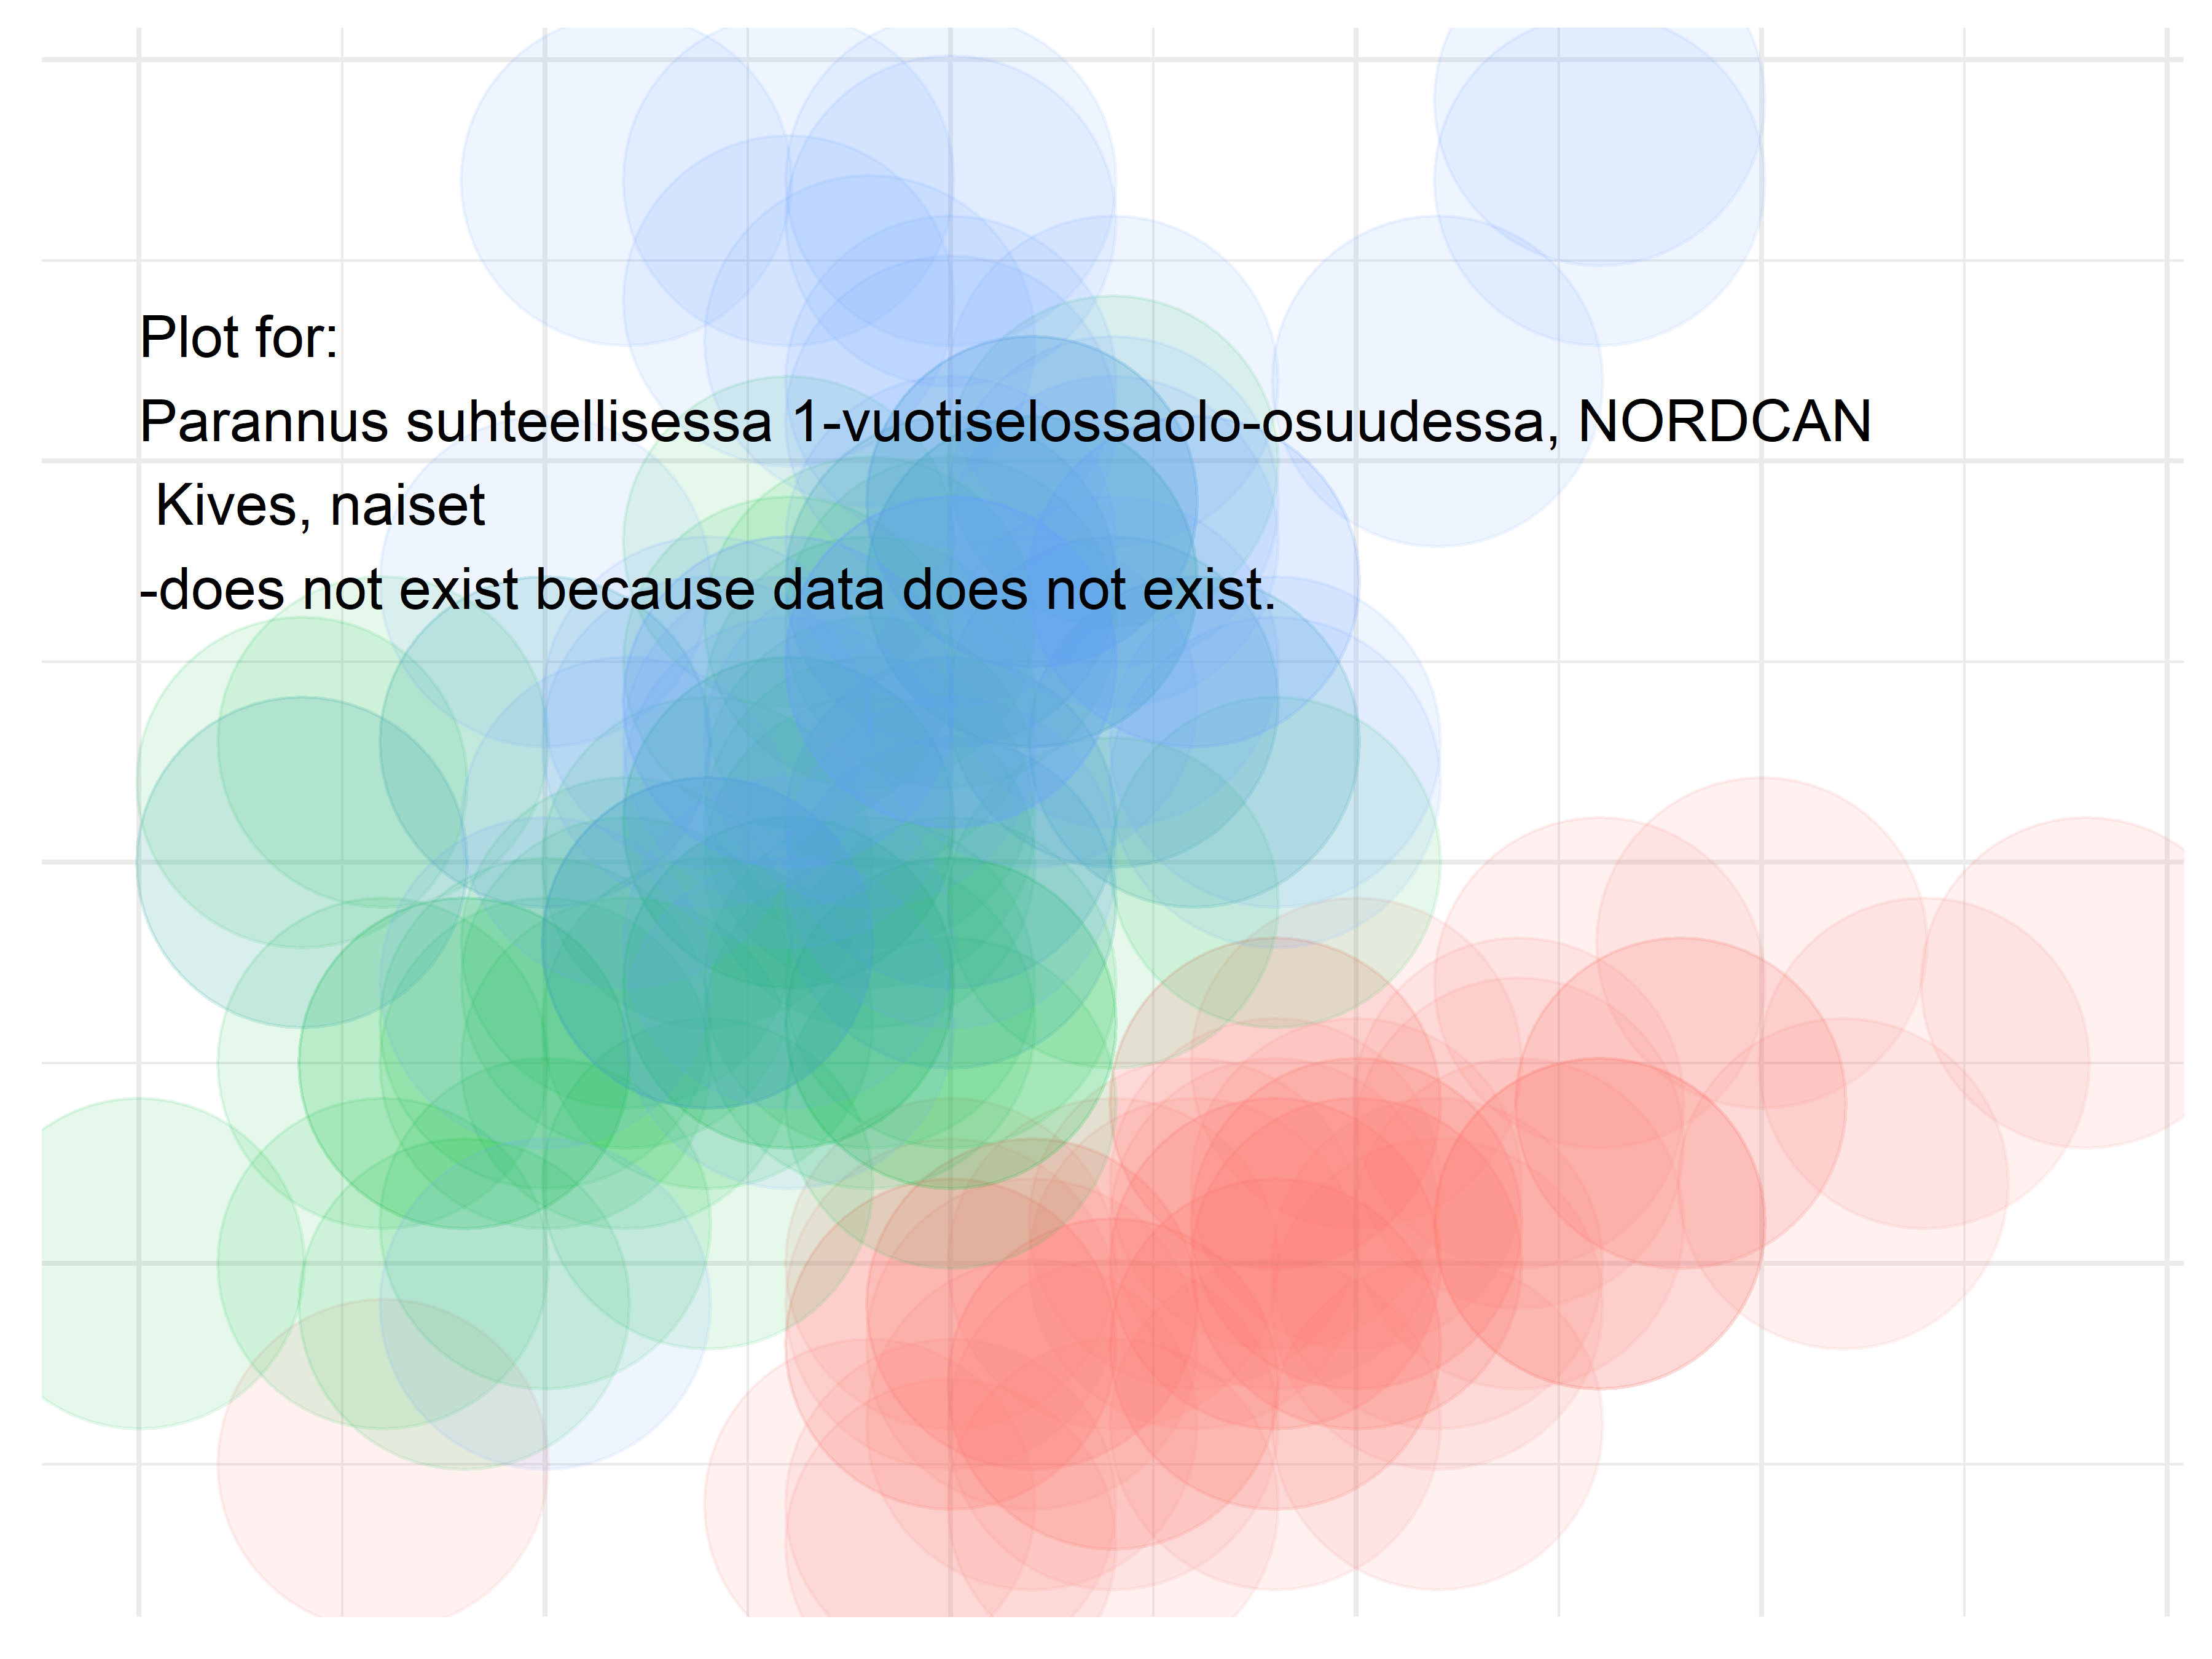 Plot for:
Parannus suhteellisessa 1-vuotiselossaolo-osuudessa, NORDCAN
Kives, naiset
-does not exist because data does not exist.